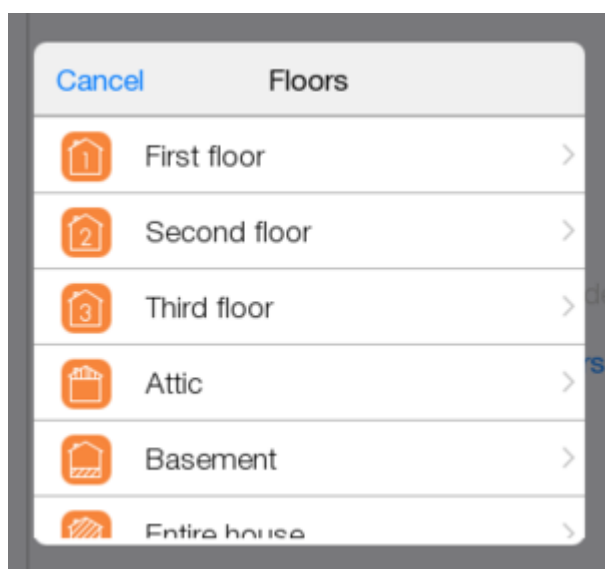 Cancel Floors
First floor
Second floor
Third floor
Attic
Basement
Entire house